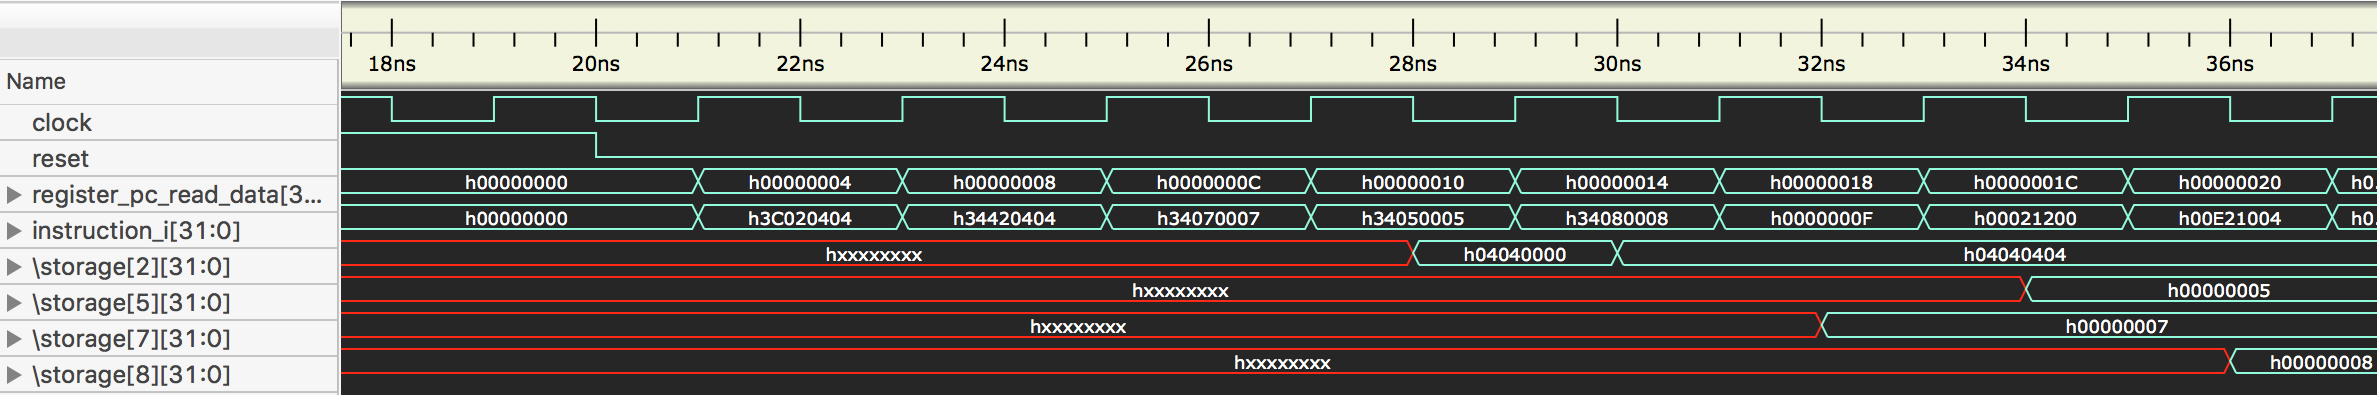 18ns 20ns 22ns 24ns 26ns 28ns 30ns 32ns 34ns 36ns
Name
clock
reset
register_pc_read_data[3... h00000000 h00000004 h00000008 h0000000C h00000010 h00000014 h00000018 h0000001C h00000020 h0.
instruction_i[31:0] h00000000 h3C020404 h34420404 h34070007 h34050005 h34080008 h0000000F h00021200 h00E21004 h0.
\storage[2][31:0] hxxxxxxxx h04040000 h04040404
\storage[5][31:0] hxxxxxxxx h00000005
\storage[7][31:0] hxxxxxxxx h00000007
\storage[8][31:0] hxxxxxxxx h00000008